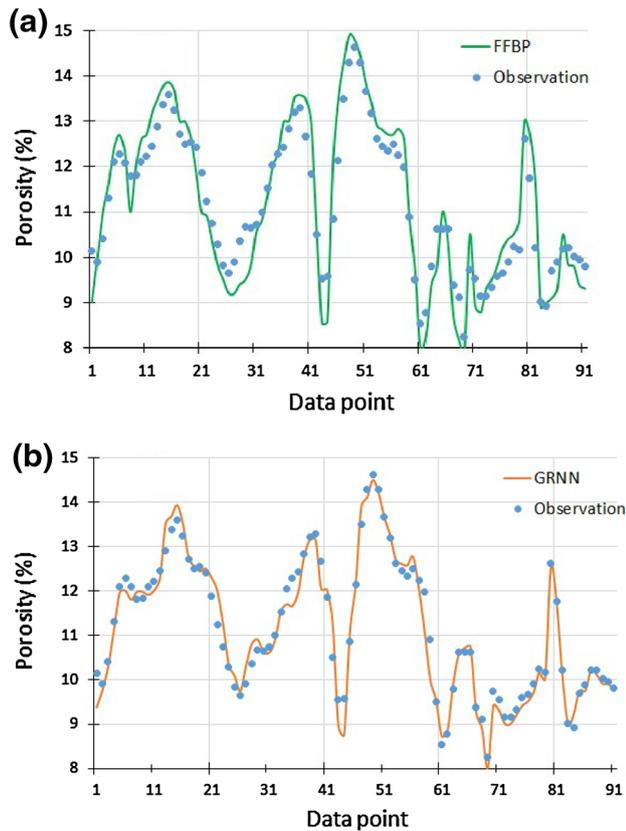 (a)
15
14
13
12
11
10
9
8
Porosity (%)
FFBP
Observation
1 11 21 31 41 51 61 71 81 91
Data point
(b)
15
14
13
12
11
10
9
8
Porosity (%)
GRNN
Observation
1 11 21 31 41 51 61 71 81 91
Data point